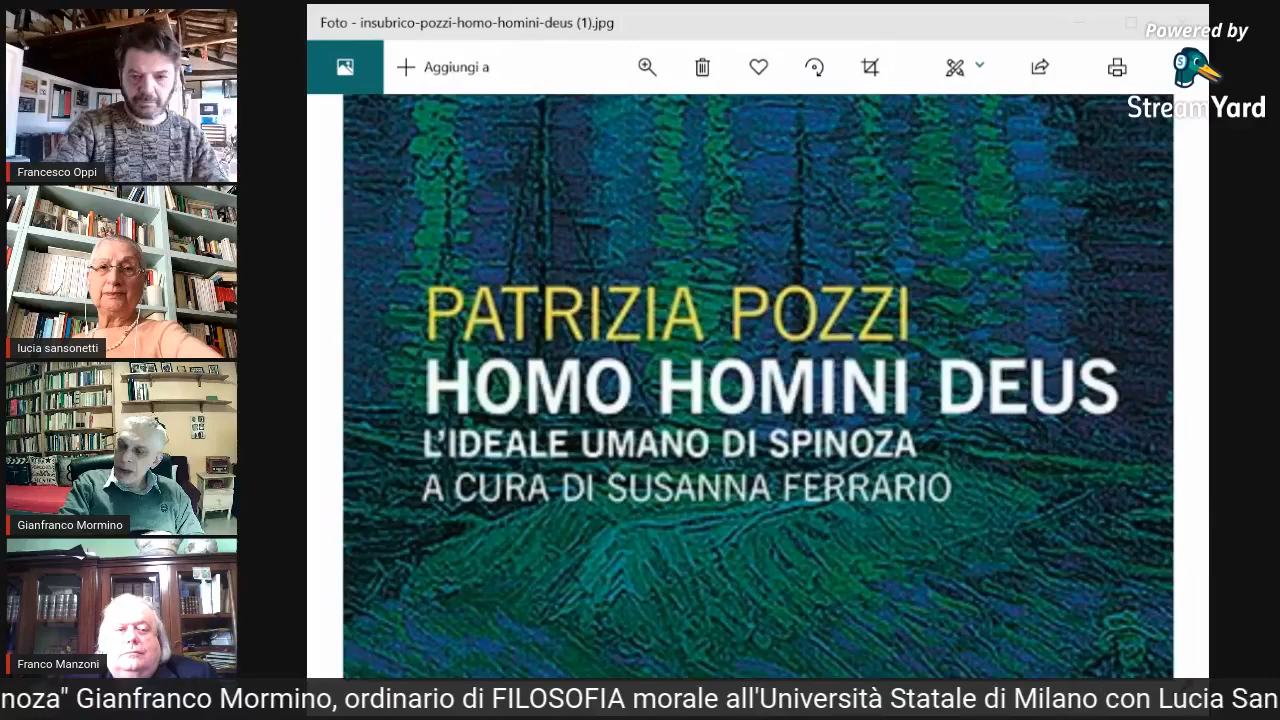 Foto - insubrico-pozzi-homo-homini-deus (1).jpg
Aggiungi a
Powered by
StreamYard
Francesco Oppi
lucia sansonetti
Gianfranco Mormino
Franco Manzoni
PATRIZIA POZZI
HOMO HOMINI DEUS
L'IDEALE UMANO DI SPINOZA
A CURA DI SUSANNA FERRARIO
noza" Gianfranco Mormino, ordinario di FILOSOFIA morale all'Università Statale di Milano con Lucia San